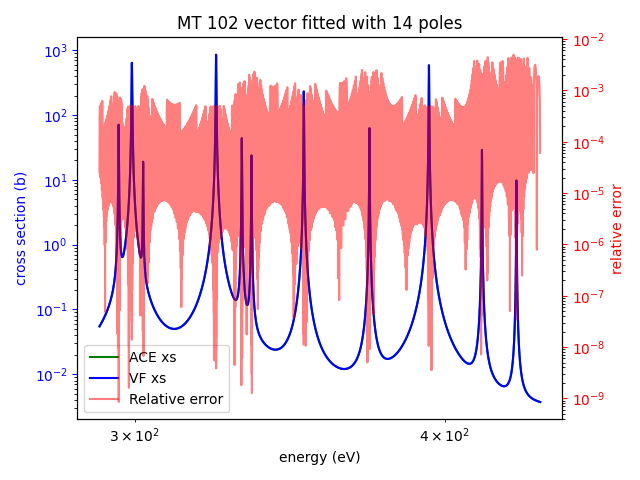 MT 102 vector fitted with 14 poles
10³
10²
10¹
10⁰
10⁻¹
10⁻²
cross section (b)
10⁻²
10⁻³
10⁻⁴
10⁻⁵
10⁻⁶
10⁻⁷
10⁻⁸
10⁻⁹
relative error
ACE xs
VF xs
Relative error
3 × 10²
4 × 10²
energy (eV)